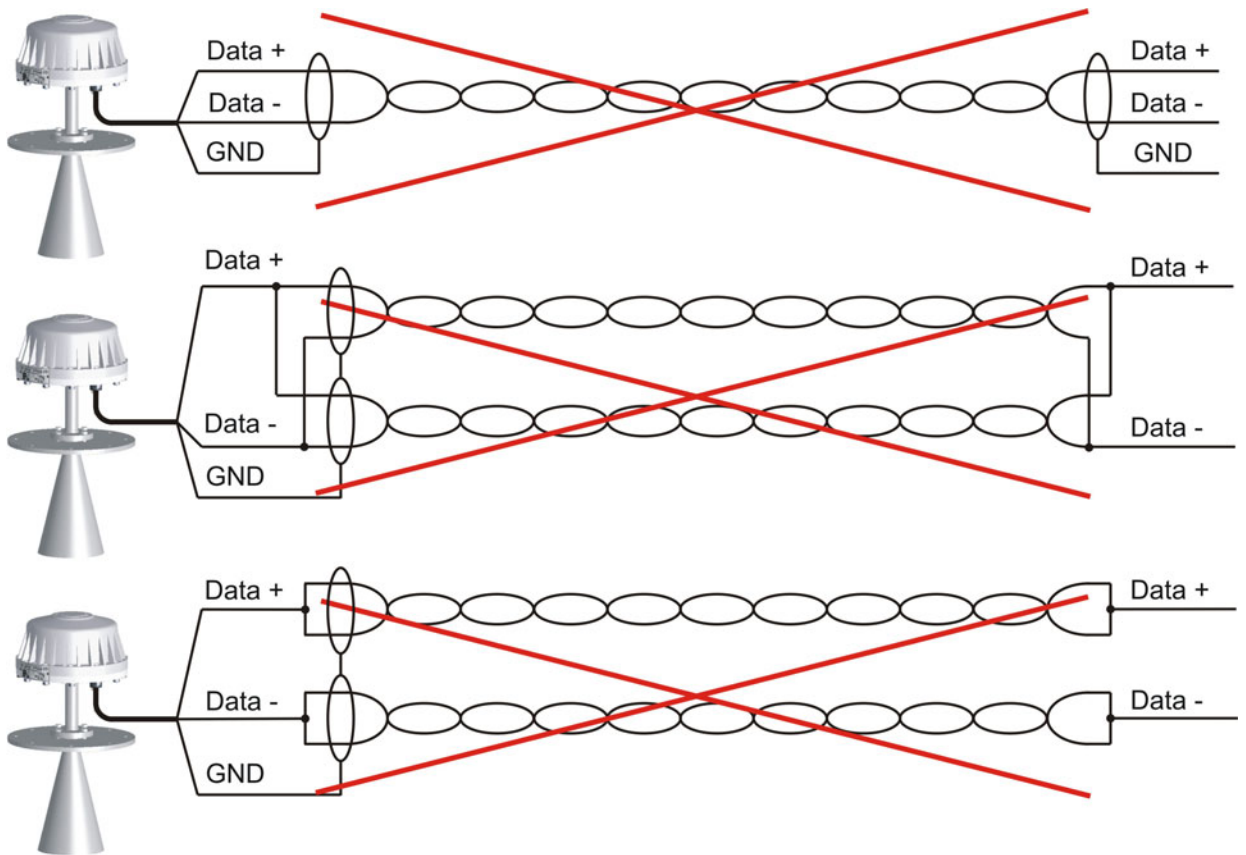 Data + Data +
Data - Data -
GND GND
Data + Data +
Data - Data -
GND
Data + Data +
Data - Data -
GND